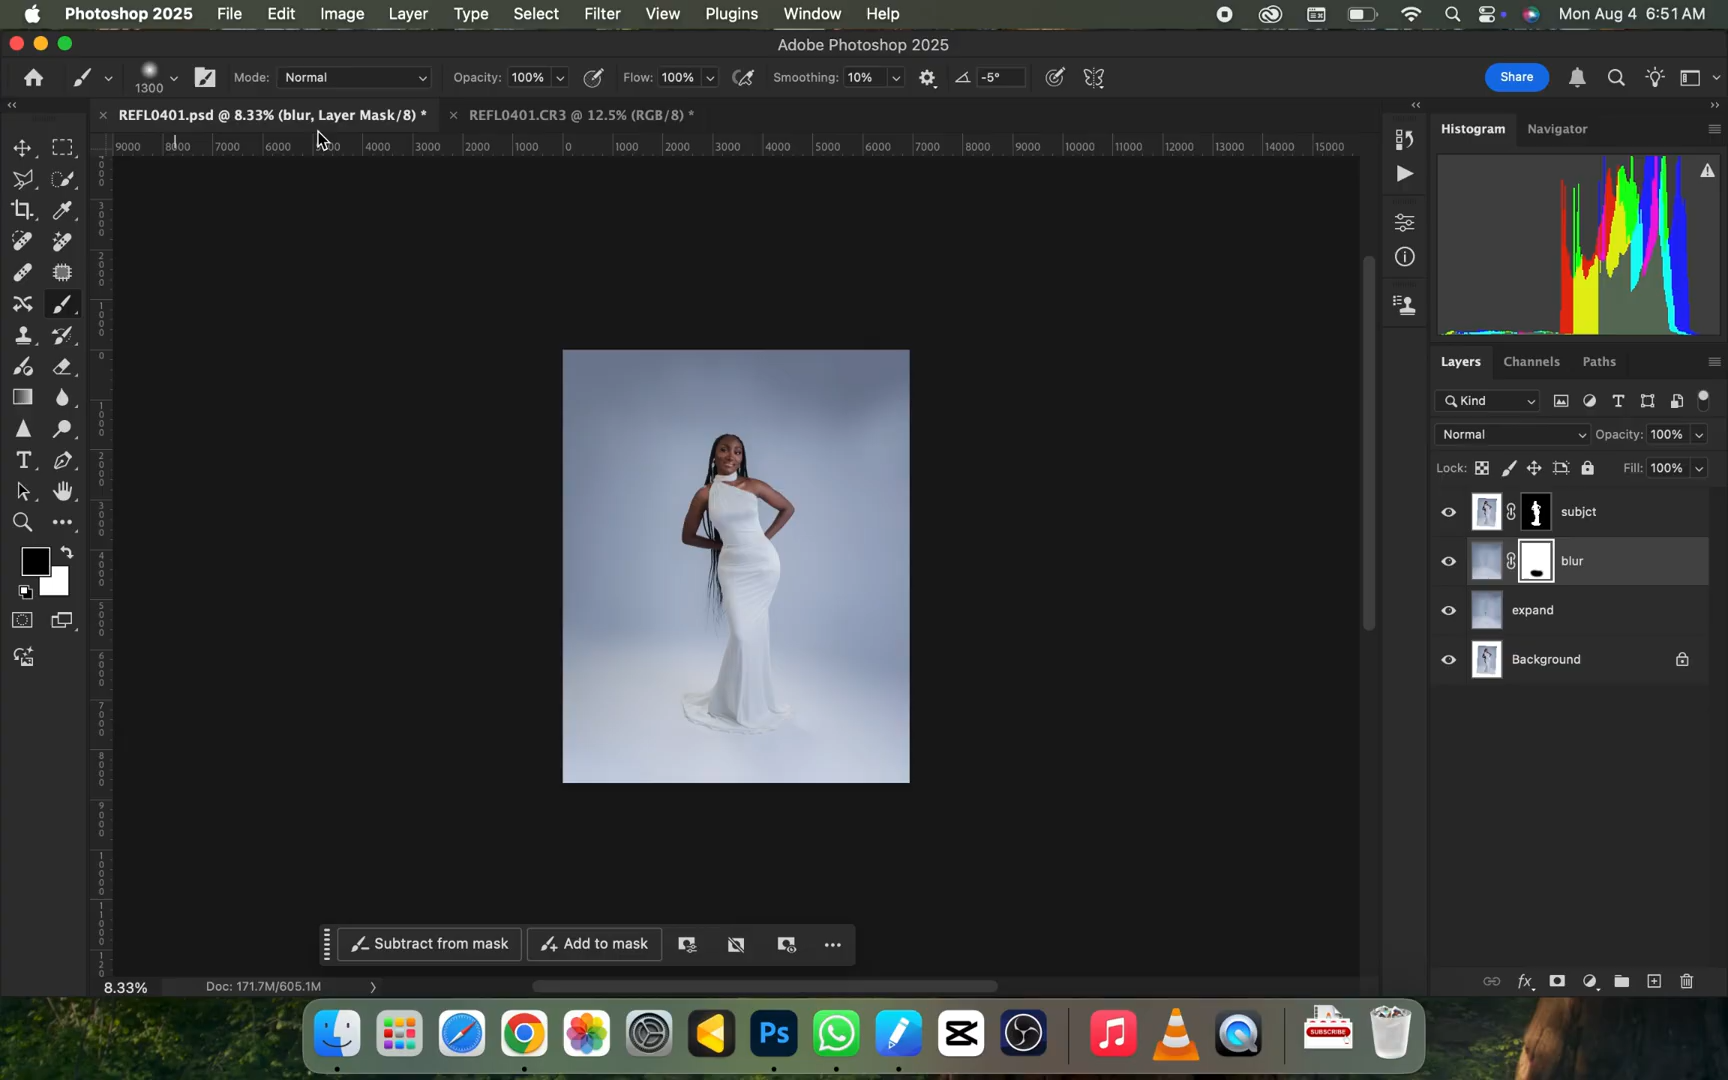 Photoshop 2025 File Edit Image Layer Type Select Filter View Plugins Window Help Mon Aug 4 6:51 AM
Adobe Photoshop 2025
1300 Mode: Normal Opacity: 100% Flow: 100% Smoothing: 10% -5° Share
REFL0401.psd @ 8.33% (blur, Layer Mask/8) * REFL0401.CR3 @ 12.5% (RGB/8) *
Histogram Navigator
9000 8000 7000 6000 5000 4000 3000 2000 1000 0 1000 2000 3000 4000 5000 6000 7000 8000 9000 10000 11000 12000 13000 14000 15000
Layers Channels Paths
Kind
Normal Opacity: 100%
Lock: Fill: 100%
subjct
blur
expand
Background
Subtract from mask Add to mask
8.33% Doc: 171.7M/605.1M
Ps
SUBSCRIBE